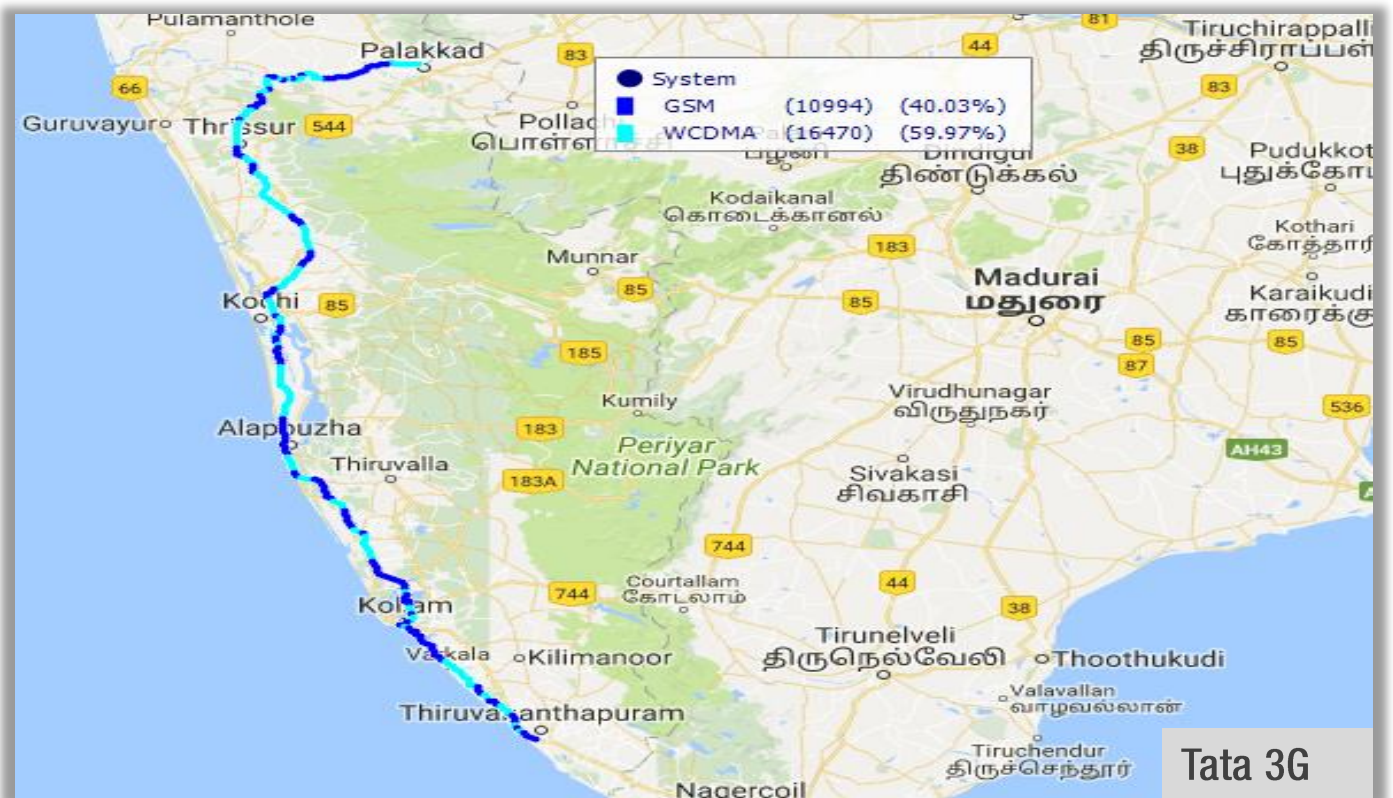 Pulamanthole
Palakkad
83
44
81
Tiruchirappalli
System
GSM (10994) (40.03%)
WCDMA (16470) (59.97%)
66
83
Guruvayur
Thrissur
544
38
Pudukkot
Kodaikanal
கொடைக்கானல்
Dindigul
திண்டுக்கல்
Kothari
கோத்தாரி
Munnar
183
85
Madurai
மதுரை
Kochi
85
85
Karaikudi
காரைக்கு
185
85
87
85
Kumily
Virudhunagar
விருதுநகர்
536
Alappuzha
183
Periyar
National Park
Thiruvalla
183A
AH43
Sivakasi
சிவகாசி
744
Courtallam
கோடலாம்
744
44
38
Kollam
Varkala
Kilimanoor
Tirunelveli
திருநெல்வேலி
Thoothukudi
Valavallan
வாழவல்லான்
Thiruvananthapuram
Tiruchendur
திருச்செந்தூர்
Nagercoil
Tata 3G